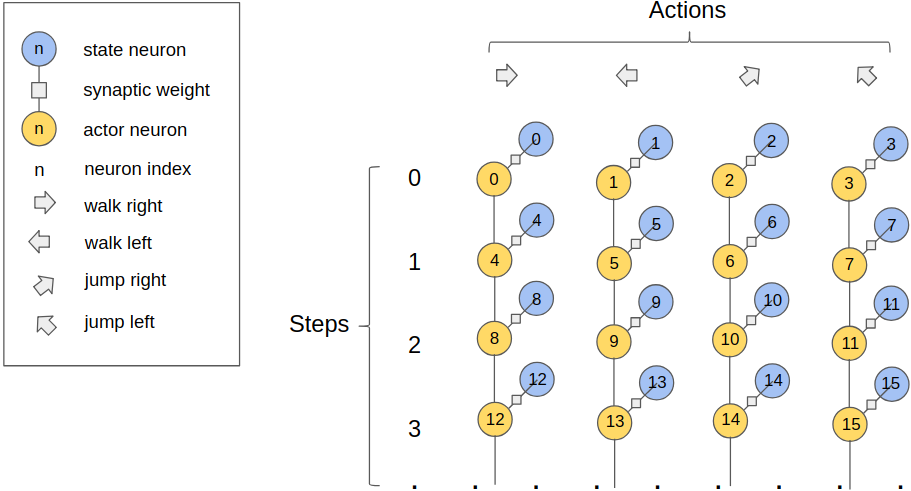 Actions
n state neuron
synaptic weight
n actor neuron
n neuron index
walk right
walk left
jump right
jump left
Steps
0
0 1 2 3
0 1 2 3
1
4 5 6 7
4 5 6 7
2
8 9 10 11
8 9 10 11
3
12 13 14 15
12 13 14 15